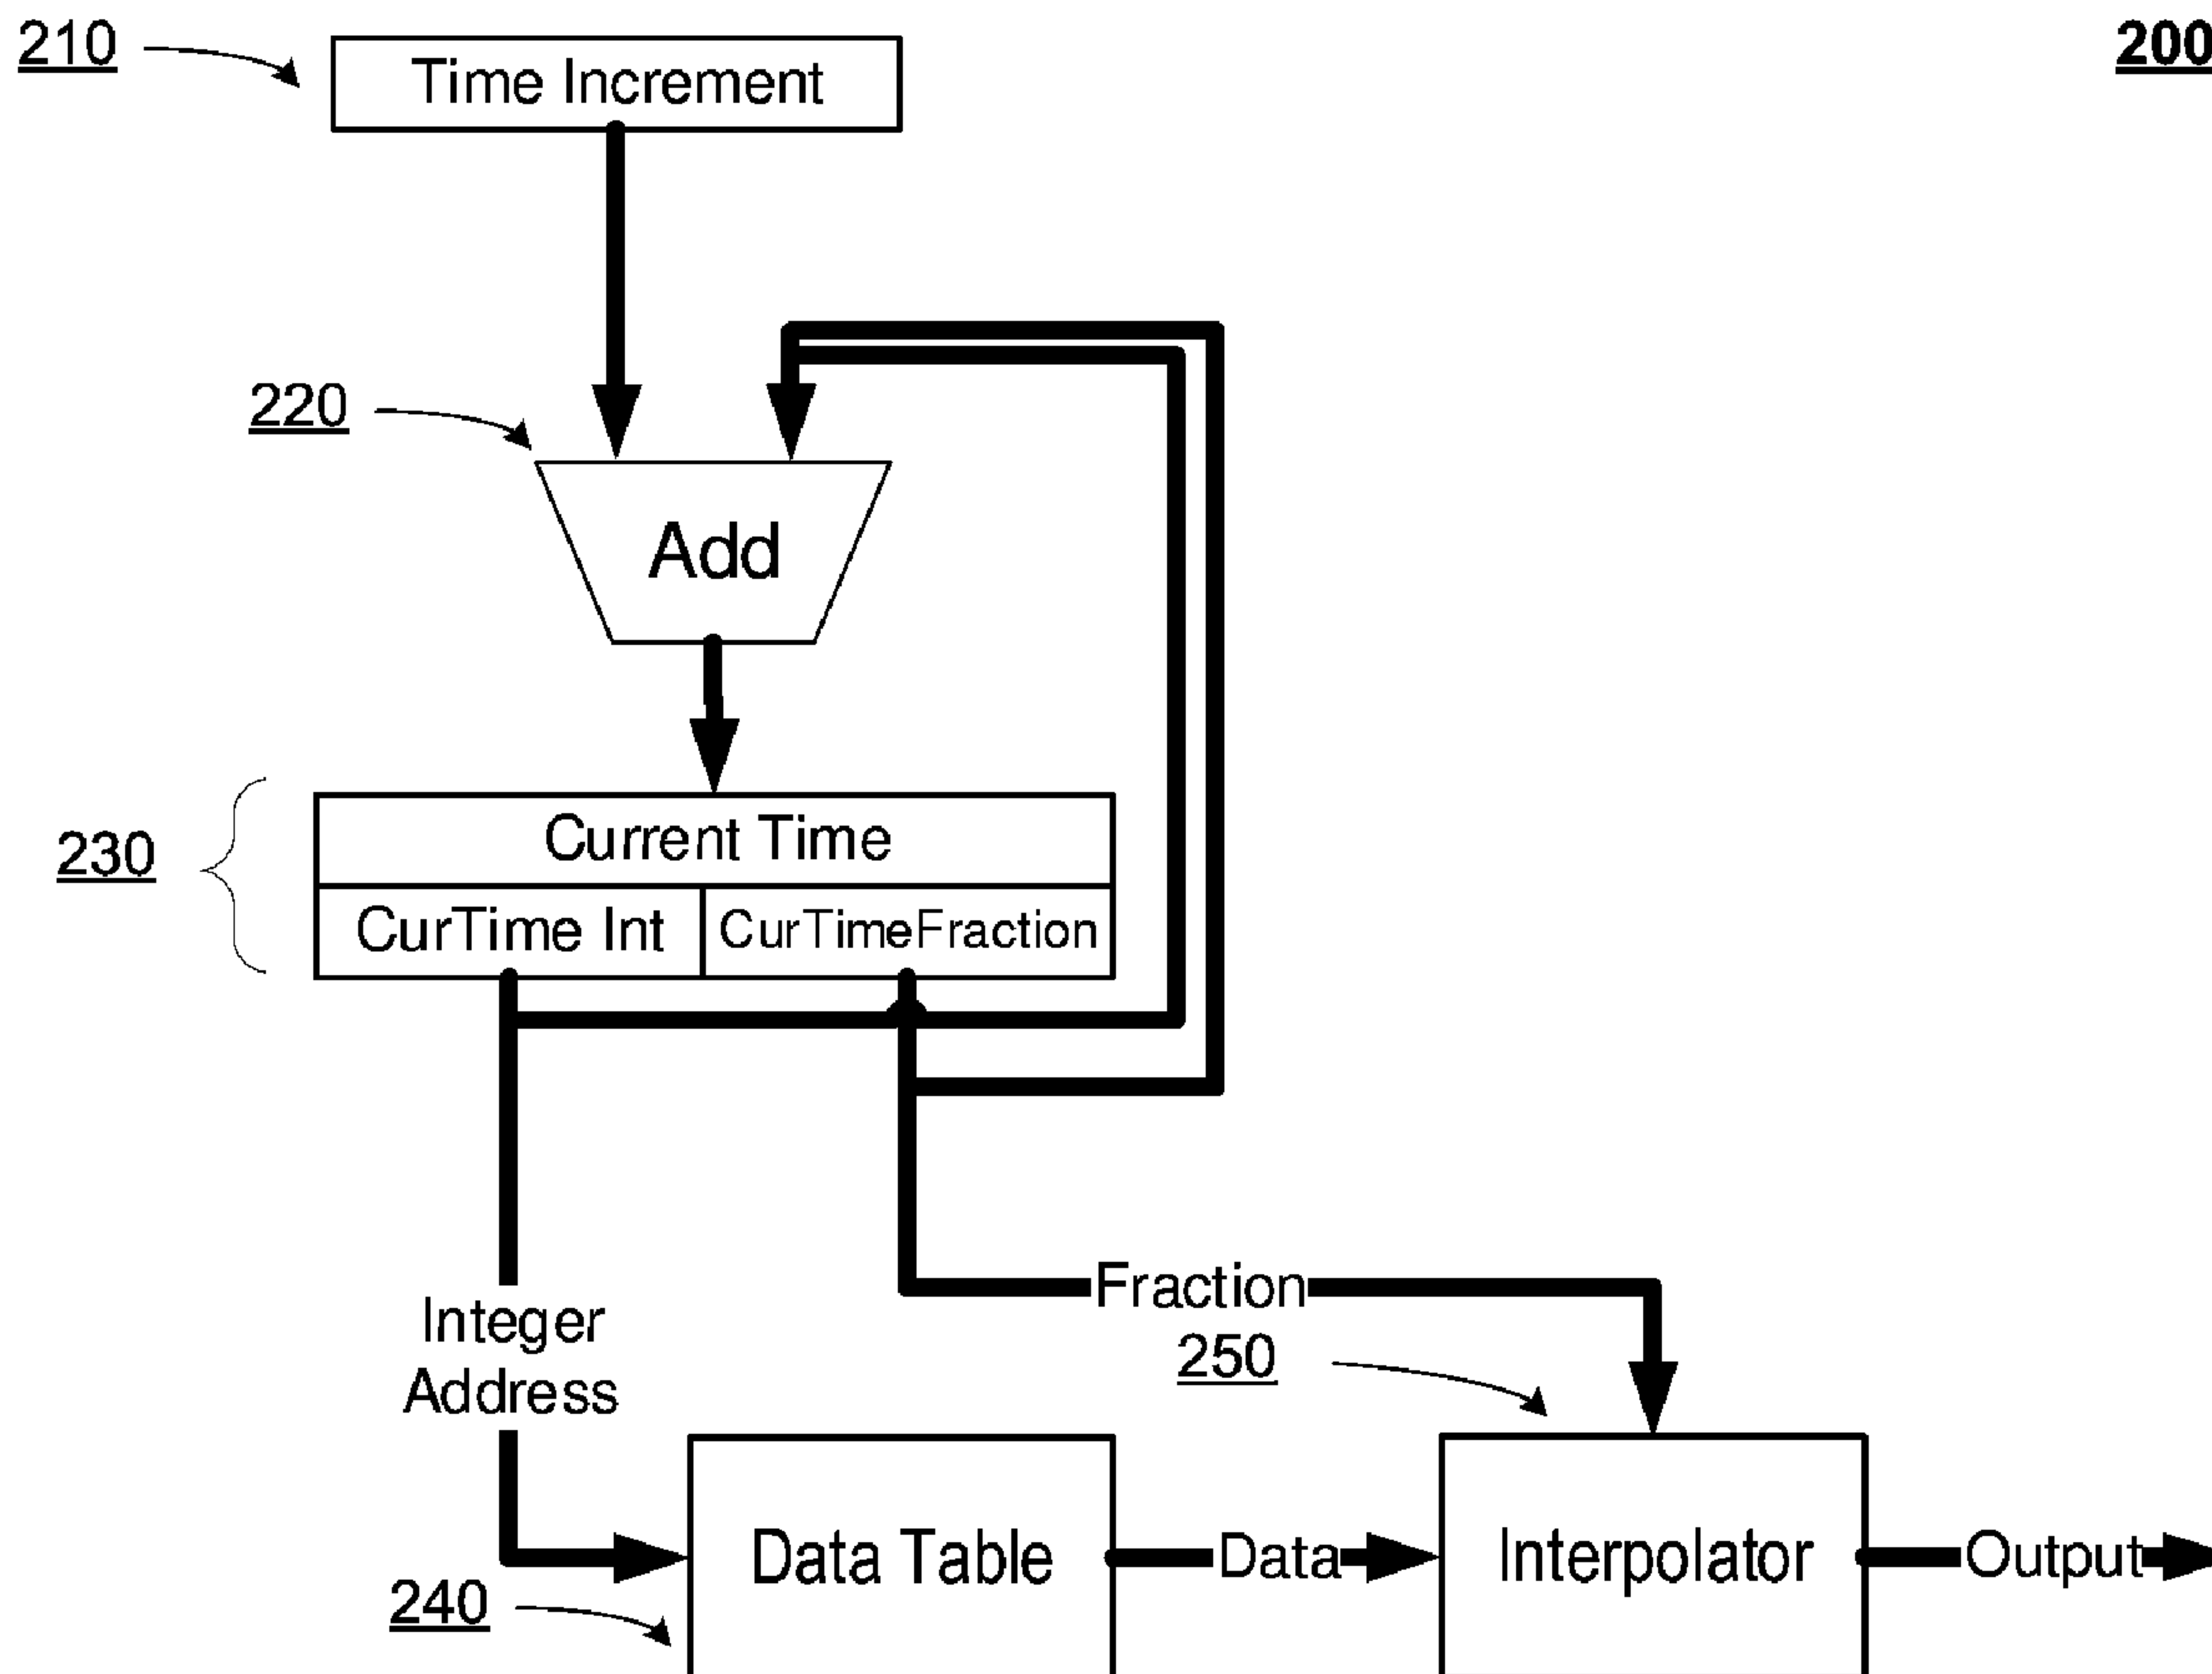 210
Time Increment
200
220
Add
230
Current Time
CurTime Int
CurTimeFraction
Fraction
Integer
Address
250
Data Table
Data
Interpolator
Output
240